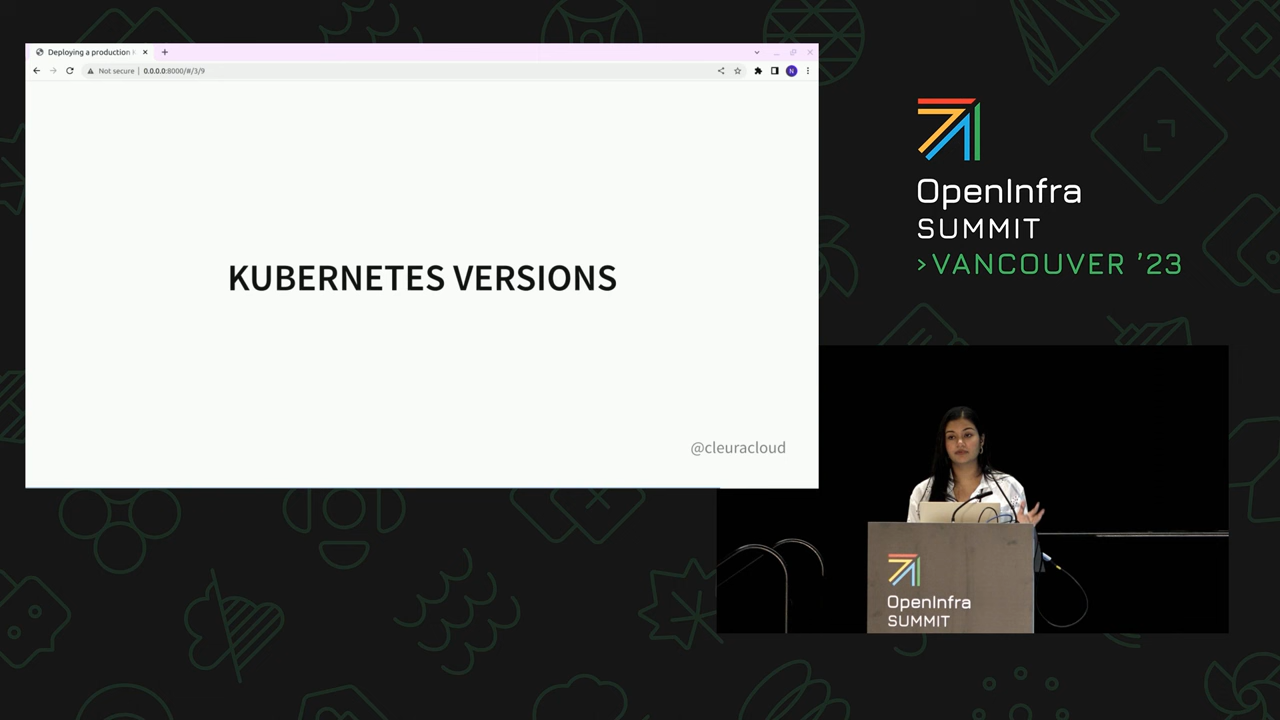 Deploying a production
Not secure
0.0.0.0:8000/#/3/9
N
KUBERNETES VERSIONS
@cleuracloud
OpenInfra
SUMMIT
>VANCOUVER ’23
OpenInfra
SUMMIT